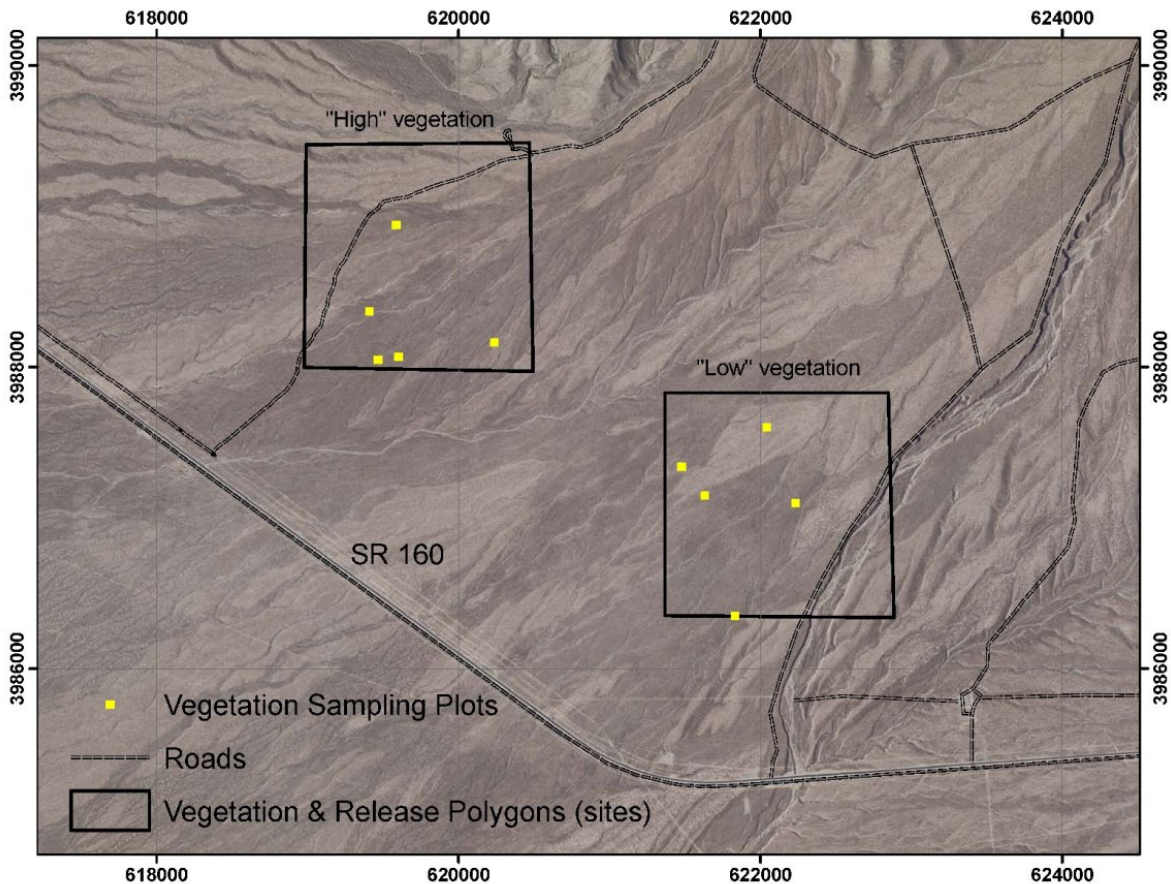 618000 620000 622000 624000
3990000 3990000
"High" vegetation
3988000 3988000
"Low" vegetation
SR 160
3986000 3986000
Vegetation Sampling Plots
Roads
Vegetation & Release Polygons (sites)
618000 620000 622000 624000